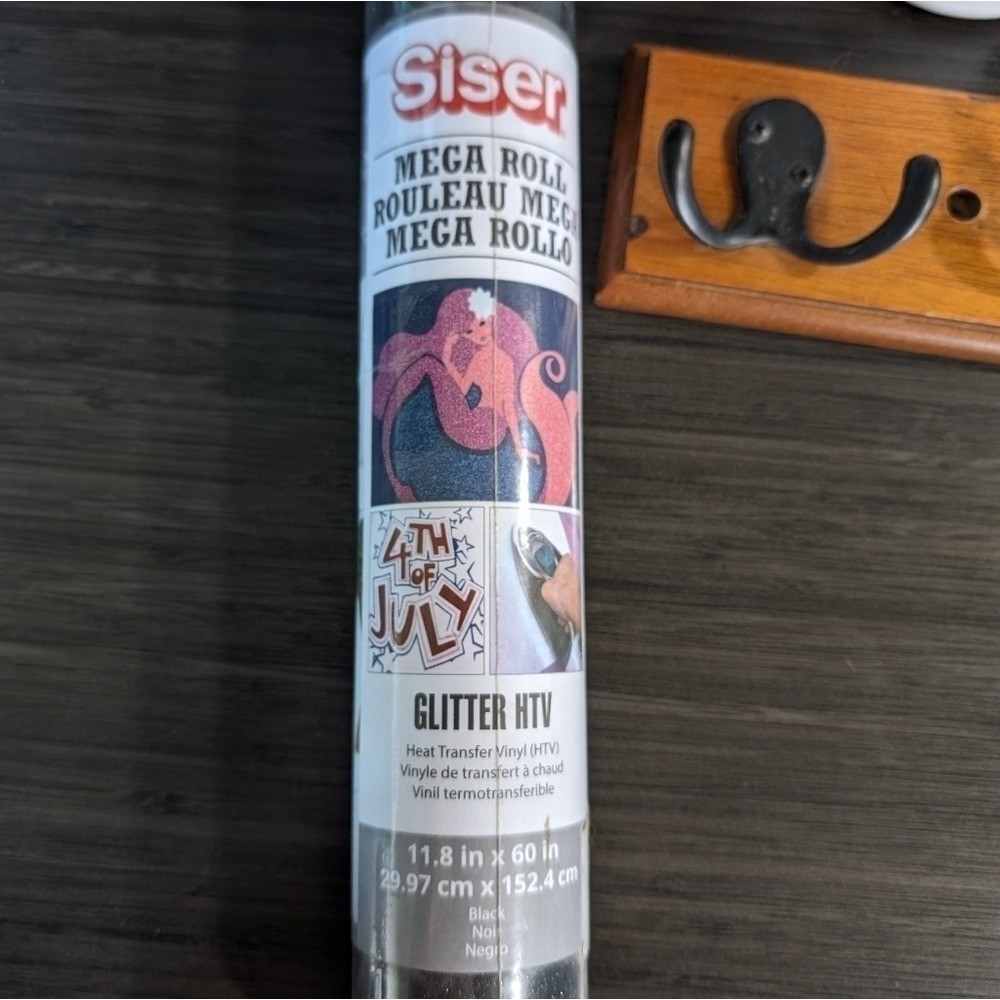 Siser
MEGA ROLL
ROULEAU MEGA
MEGA ROLLO
4TH
OF
JULY
GLITTER HTV
Heat Transfer Vinyl (HTV)
Vinyle de transfert à chaud
Vinil termotransferible
11.8 in x 60 in
29.97 cm x 152.4 cm
Black
Noir
Negro